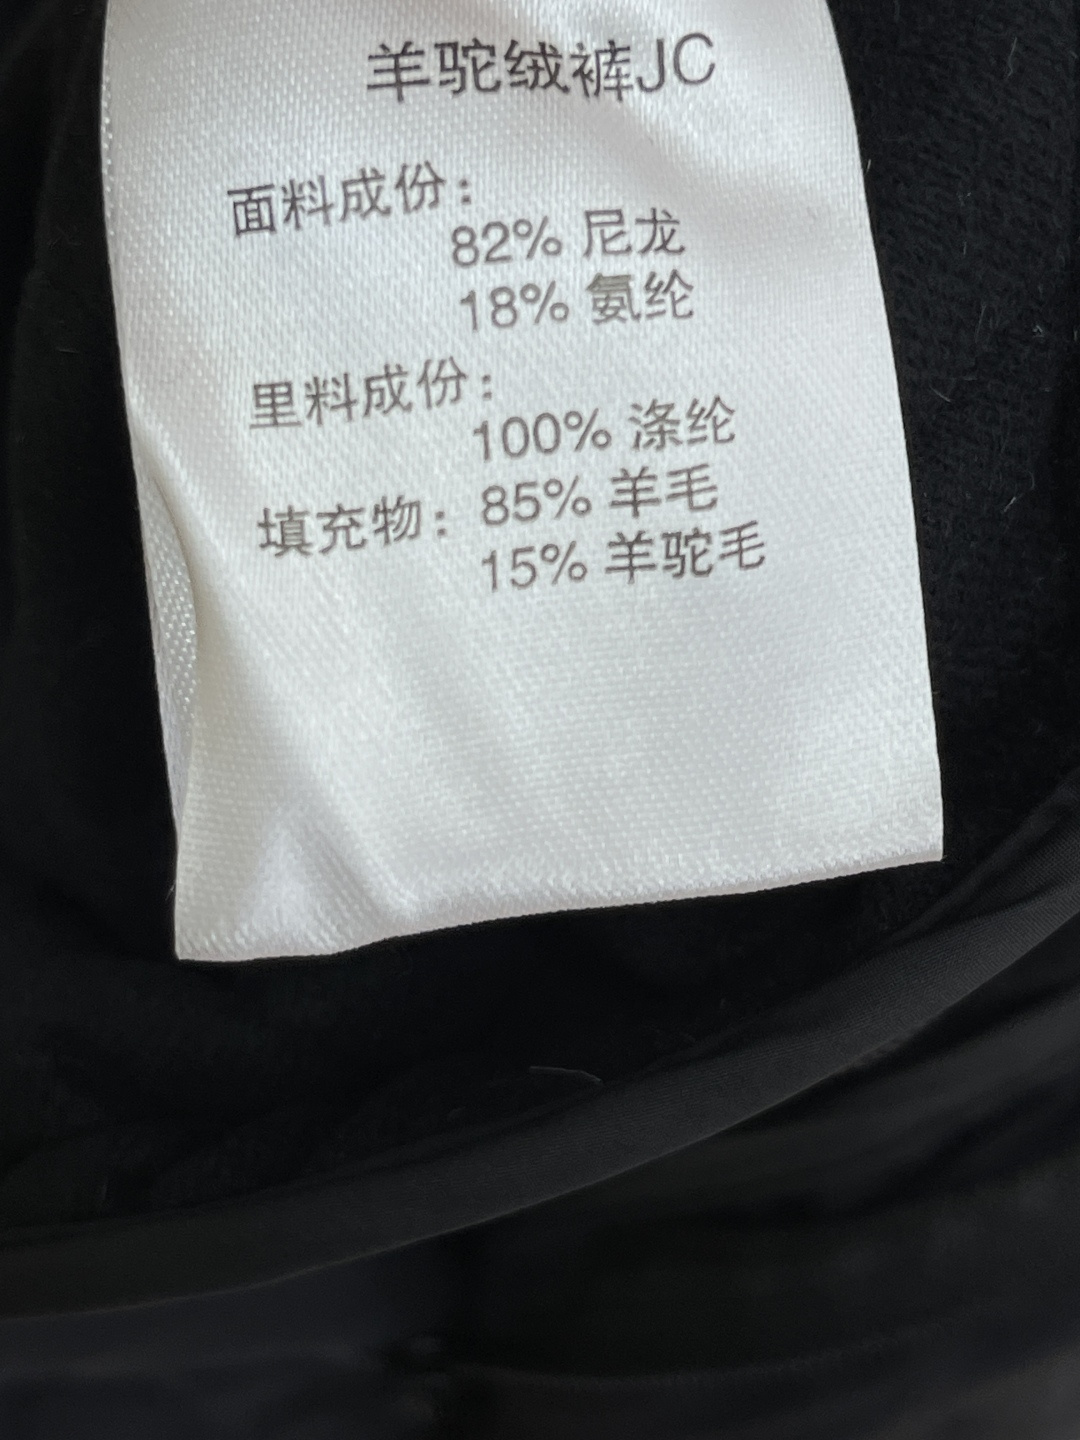 羊驼绒裤JC
面料成份：
82% 尼龙
18% 氨纶
里料成份：
100% 涤纶
填充物：85% 羊毛
15% 羊驼毛